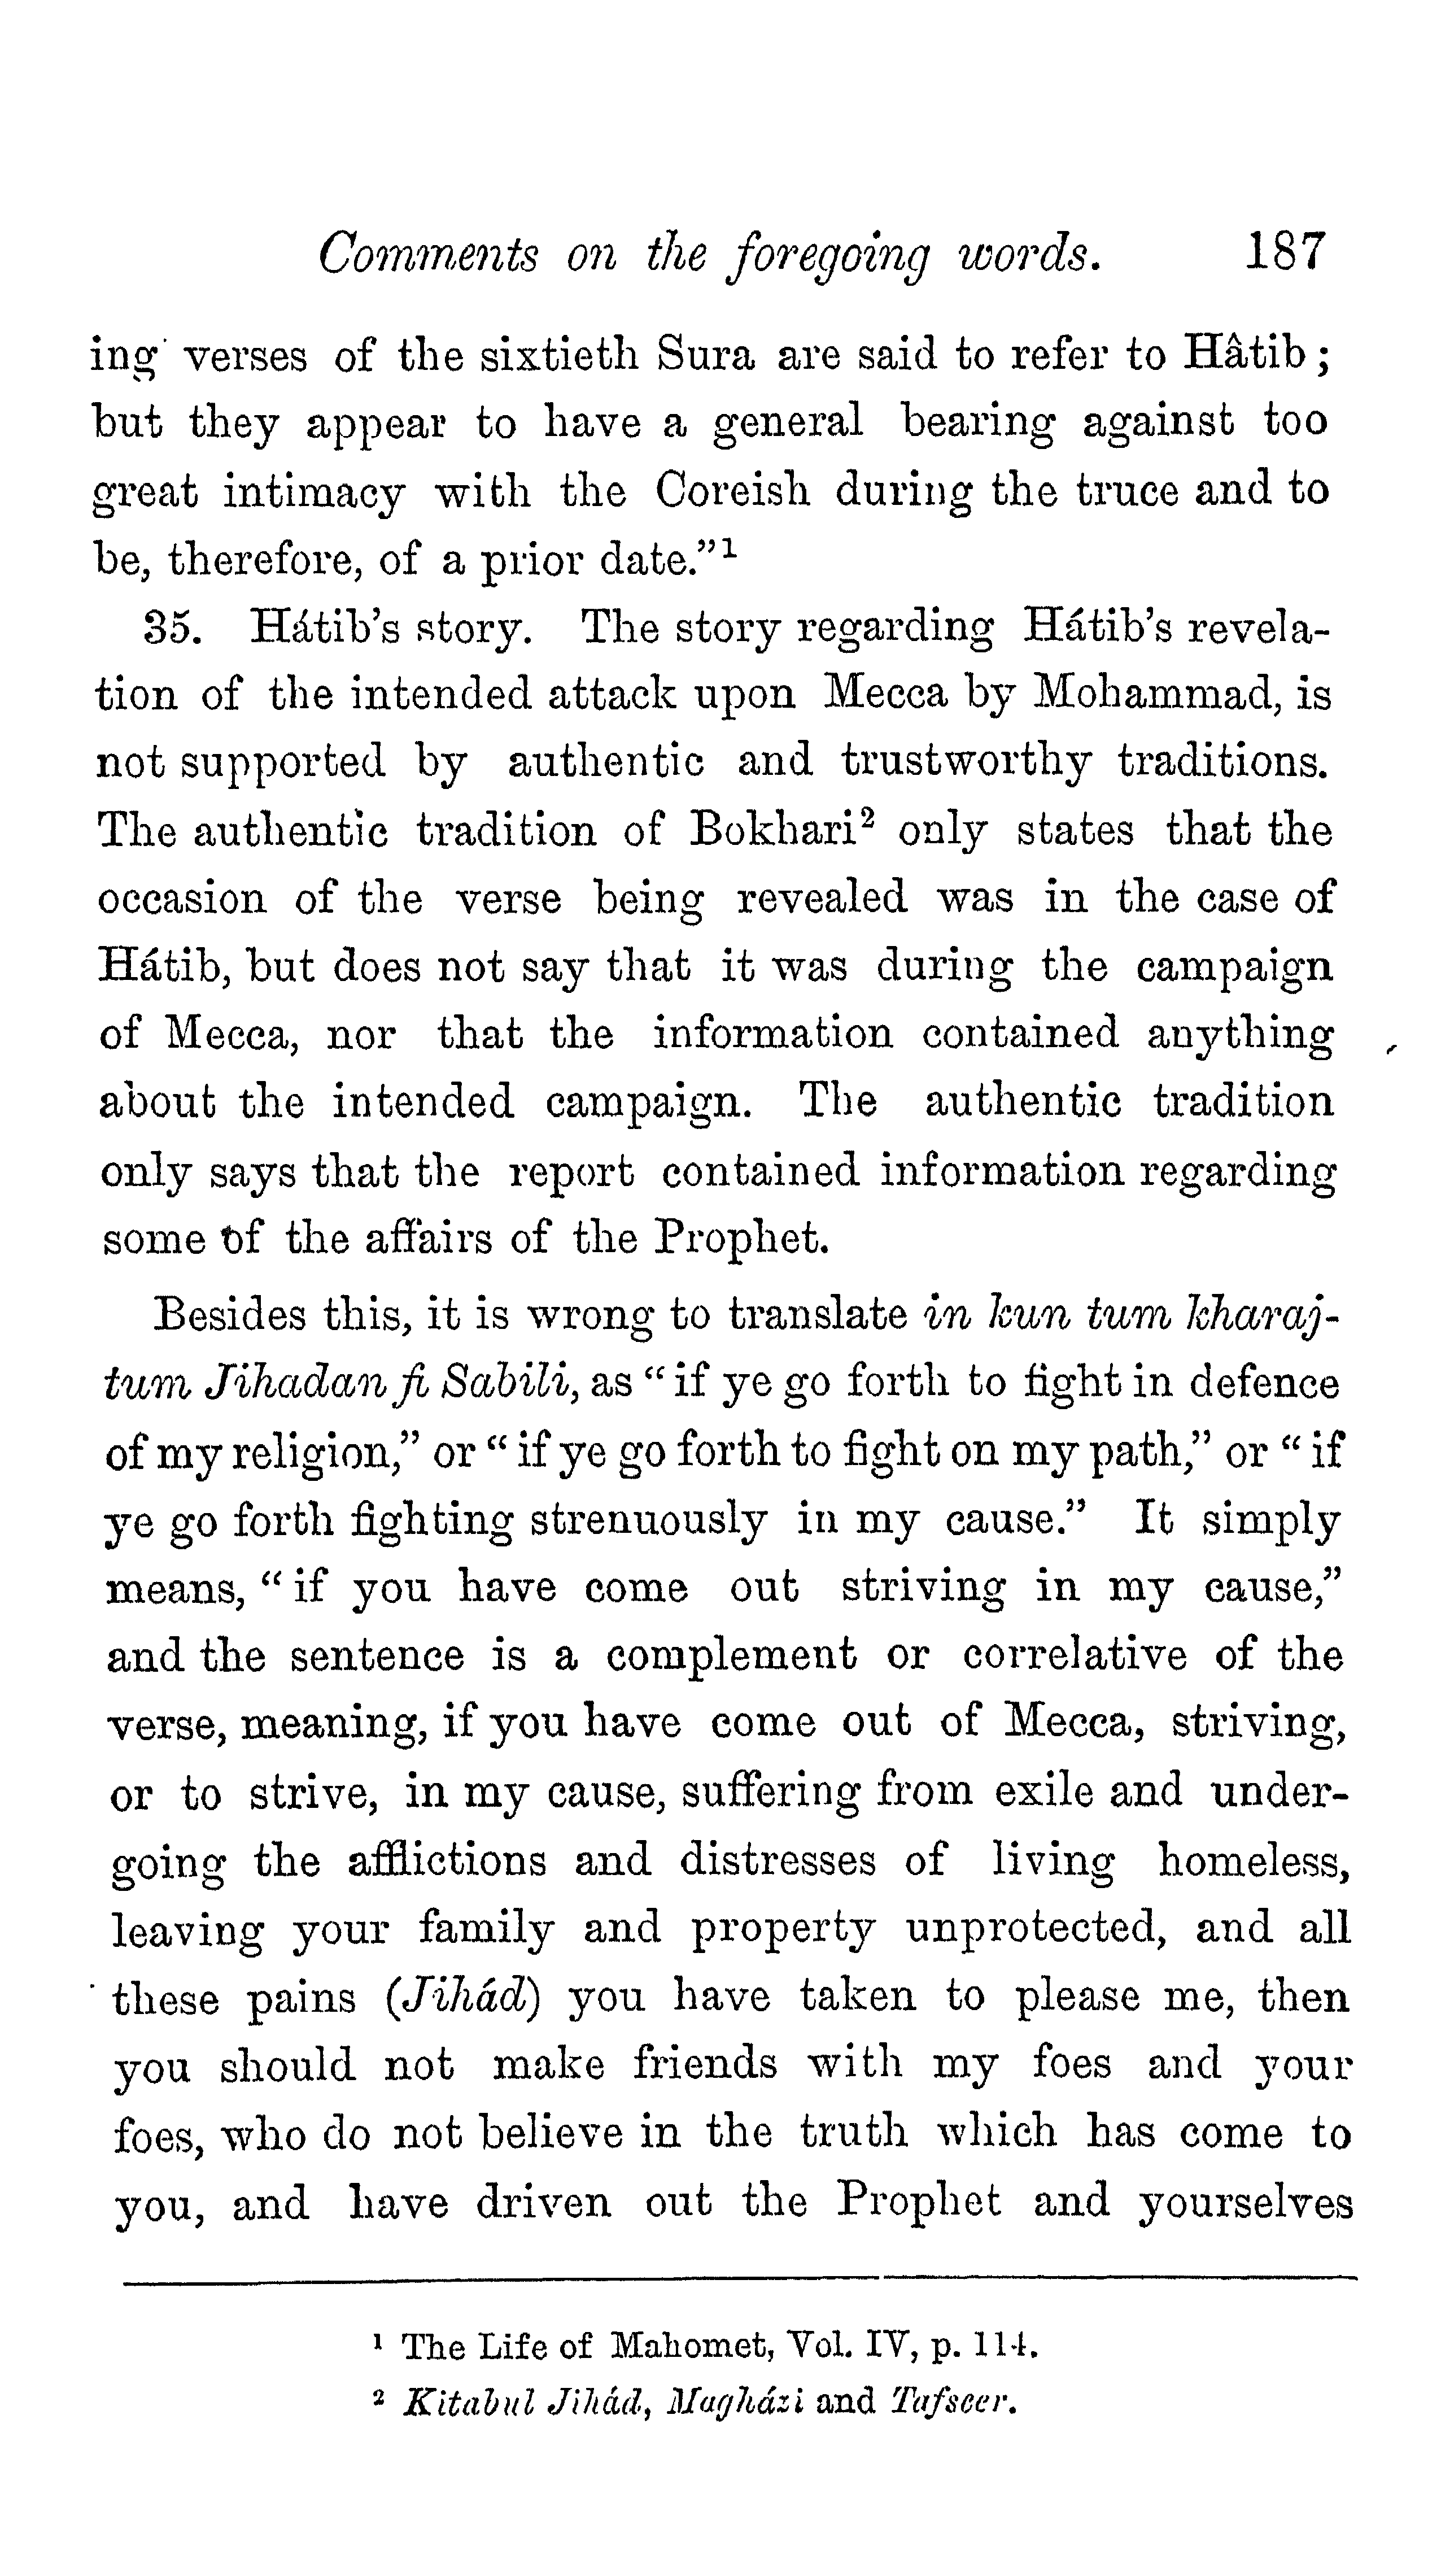 Comments on the foregoing words. 187
ing verses of the sixtieth Sura are said to refer to Hâtib;
but they appear to have a general bearing against too
great intimacy with the Coreish during the truce and to
be, therefore, of a prior date."¹
35. Hátib's story. The story regarding Hátib's revela-
tion of the intended attack upon Mecca by Mohammad, is
not supported by authentic and trustworthy traditions.
The authentic tradition of Bokhari² only states that the
occasion of the verse being revealed was in the case of
Hátib, but does not say that it was during the campaign
of Mecca, nor that the information contained anything
about the intended campaign. The authentic tradition
only says that the report contained information regarding
some of the affairs of the Prophet.
Besides this, it is wrong to translate in kun tum kharaj-
tum Jihadan fi Sabili, as "if ye go forth to fight in defence
of my religion," or "if ye go forth to fight on my path," or "if
ye go forth fighting strenuously in my cause." It simply
means, "if you have come out striving in my cause,"
and the sentence is a complement or correlative of the
verse, meaning, if you have come out of Mecca, striving,
or to strive, in my cause, suffering from exile and under-
going the afflictions and distresses of living homeless,
leaving your family and property unprotected, and all
these pains (Jihád) you have taken to please me, then
you should not make friends with my foes and your
foes, who do not believe in the truth which has come to
you, and have driven out the Prophet and yourselves
¹ The Life of Mahomet, Vol. IV, p. 114.
² Kitabul Jihád, Magházi and Tafseer.